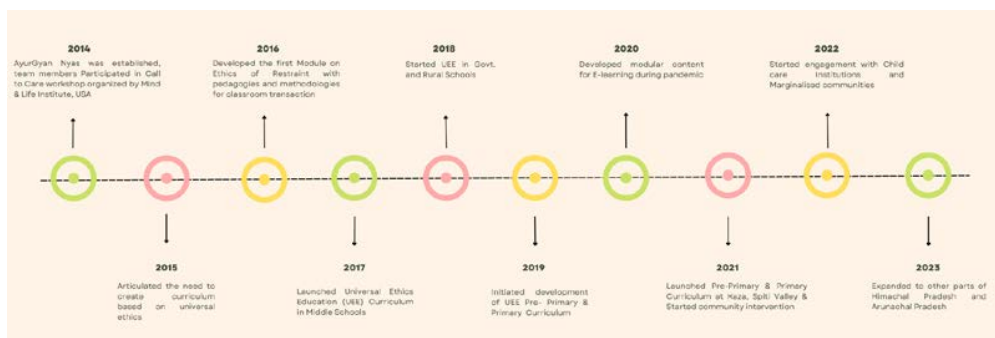 2014
AyurGyan Nyas was established,
team members Participated in Call
to Care workshop organized by Mind
& Life Institute, USA
2016
Developed the first Module on
Ethics of Restraint with
pedagogies and methodologies
for classroom transaction
2018
Started UEE in Govt.
and Rural Schools
2020
Developed modular content
for E-learning during pandemic
2022
Started engagement with Child
care Institutions and
Marginalised communities
2015
Articulated the need to
create curriculum
based on universal
ethics
2017
Launched Universal Ethics
Education (UEE) Curriculum
in Middle Schools
2019
Initiated development
of UEE Pre- Primary &
Primary Curriculum
2021
Launched Pre-Primary & Primary
Curriculum at Kaza, Spiti Valley &
Started community intervention
2023
Expanded to other parts of
Himachal Pradesh and
Arunachal Pradesh